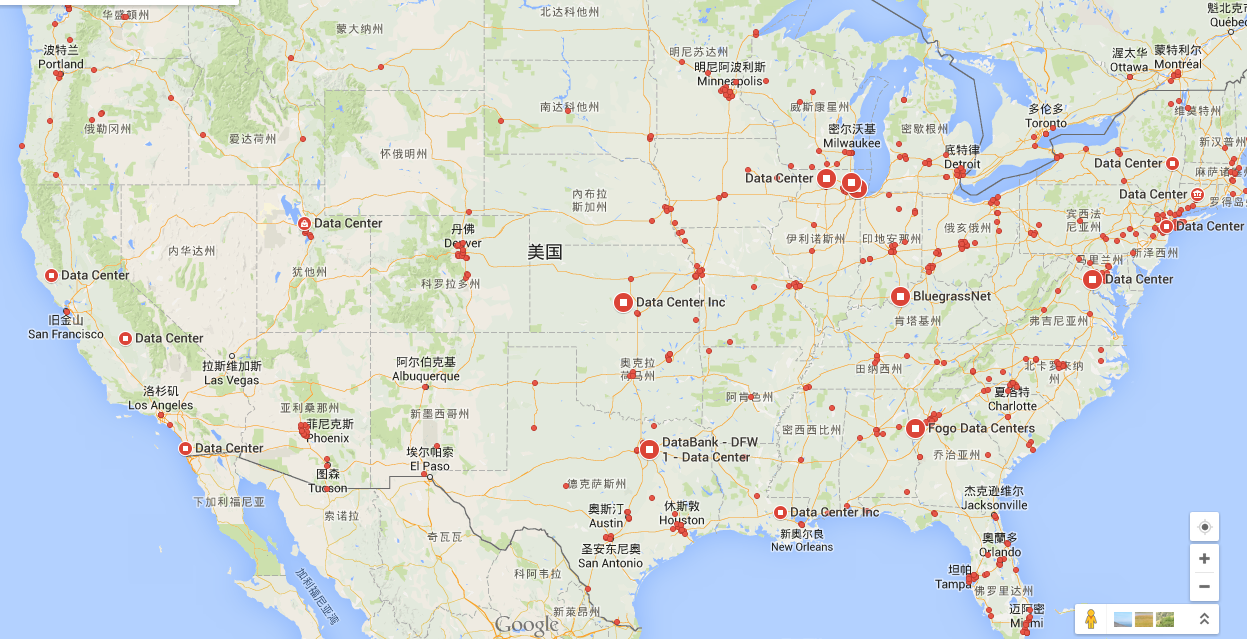 华盛顿州
北达科他州
魁北克市
Québec
蒙大纳州
波特兰
Portland
明尼苏达州
明尼阿波利斯
Minneapolis
渥太华
Ottawa
蒙特利尔
Montreal
南达科他州
威斯康星州
多伦多
Toronto
佛蒙特州
俄勒冈州
爱达荷州
密尔沃基
Milwaukee
密歇根州
新汉普州
怀俄明州
底特律
Detroit
Data Center
麻萨诸塞州
Data Center
内布拉
斯加州
Data Center
罗得岛
Data Center
丹佛
Denver
宾西法
尼亚州
Data Center
内华达州
美国
伊利诺斯州
印地安那州
俄亥俄州
新泽西州
马里兰州
犹他州
科罗拉多州
Data Center
Data Center
Data Center Inc
BluegrassNet
旧金山
San Francisco
肯塔基州
弗吉尼亚州
Data Center
拉斯维加斯
Las Vegas
阿尔伯克基
Albuquerque
奥克拉
荷马州
田纳西州
北卡罗来纳
州
洛杉矶
Los Angeles
亚利桑那州
新墨西哥州
阿肯色州
夏洛特
Charlotte
菲尼克斯
Phoenix
密西西比州
Fogo Data Centers
Data Center
埃尔帕索
El Paso
DataBank - DFW
1 - Data Center
乔治亚州
图森
Tucson
德克萨斯州
杰克逊维尔
Jacksonville
下加利福尼亚
索诺拉
奥斯汀
Austin
休斯敦
Houston
Data Center Inc
新奥尔良
New Orleans
奇瓦瓦
圣安东尼奥
San Antonio
奥蘭多
Orlando
科阿韦拉
坦帕
Tampa
佛罗里达州
加利福尼亚湾
新莱昂州
迈阿密
Miami
Google